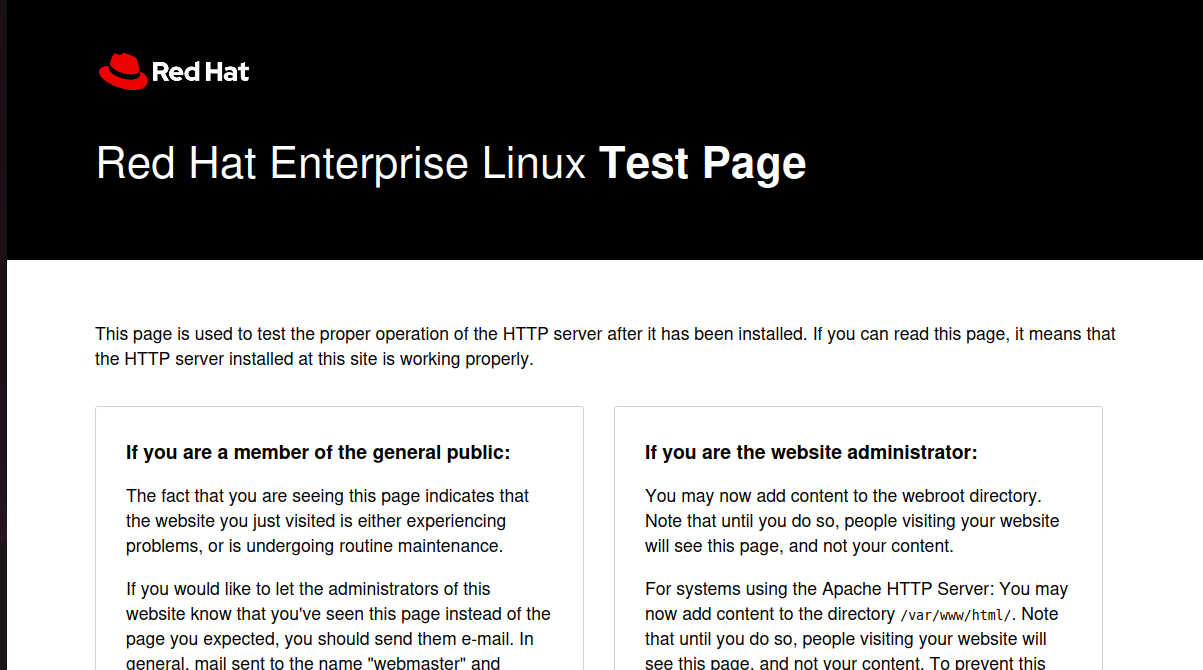 Red Hat
Red Hat Enterprise Linux Test Page
This page is used to test the proper operation of the HTTP server after it has been installed. If you can read this page, it means that
the HTTP server installed at this site is working properly.
If you are a member of the general public:
The fact that you are seeing this page indicates that
the website you just visited is either experiencing
problems, or is undergoing routine maintenance.
If you would like to let the administrators of this
website know that you've seen this page instead of the
page you expected, you should send them e-mail. In
general, mail sent to the name "webmaster" and
If you are the website administrator:
You may now add content to the webroot directory.
Note that until you do so, people visiting your website
will see this page, and not your content.
For systems using the Apache HTTP Server: You may
now add content to the directory /var/www/html/. Note
that until you do so, people visiting your website will
see this page, and not your content. To prevent this